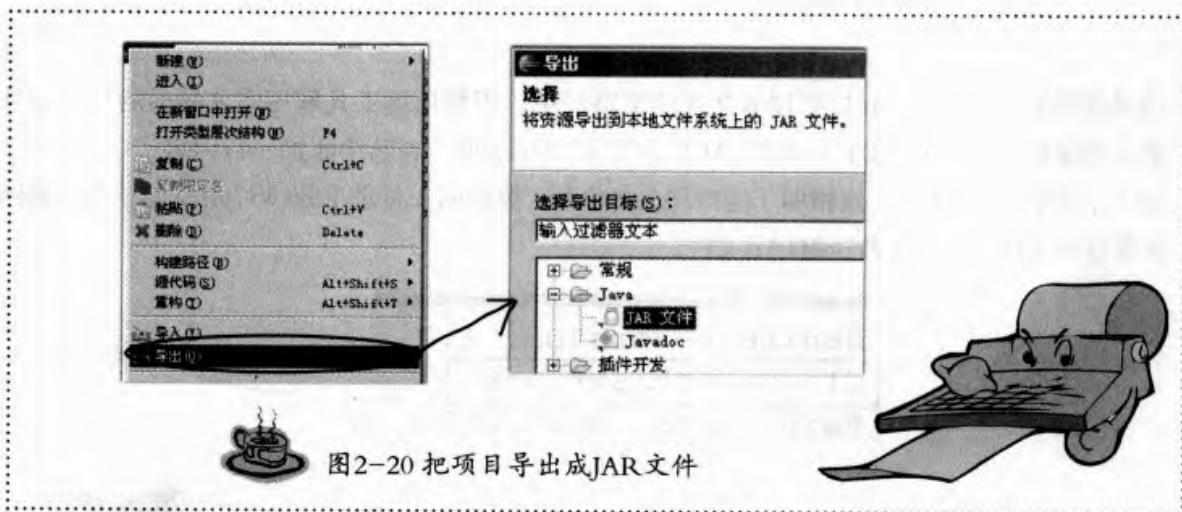 新建(W)
进入(I)
在新窗口中打开(N)
打开类型层次结构(H) F4
复制(C) Ctrl+C
复制限定名
粘贴(P) Ctrl+V
删除(D) Delete
构建路径(B)
源代码(S) Alt+Shift+S
重构(T) Alt+Shift+T
导入(I)
导出(O)
导出
选择
将资源导出到本地文件系统上的 JAR 文件。
选择导出目标(S)：
输入过滤器文本
常规
Java
JAR 文件
Javadoc
插件开发
图2-20 把项目导出成JAR文件